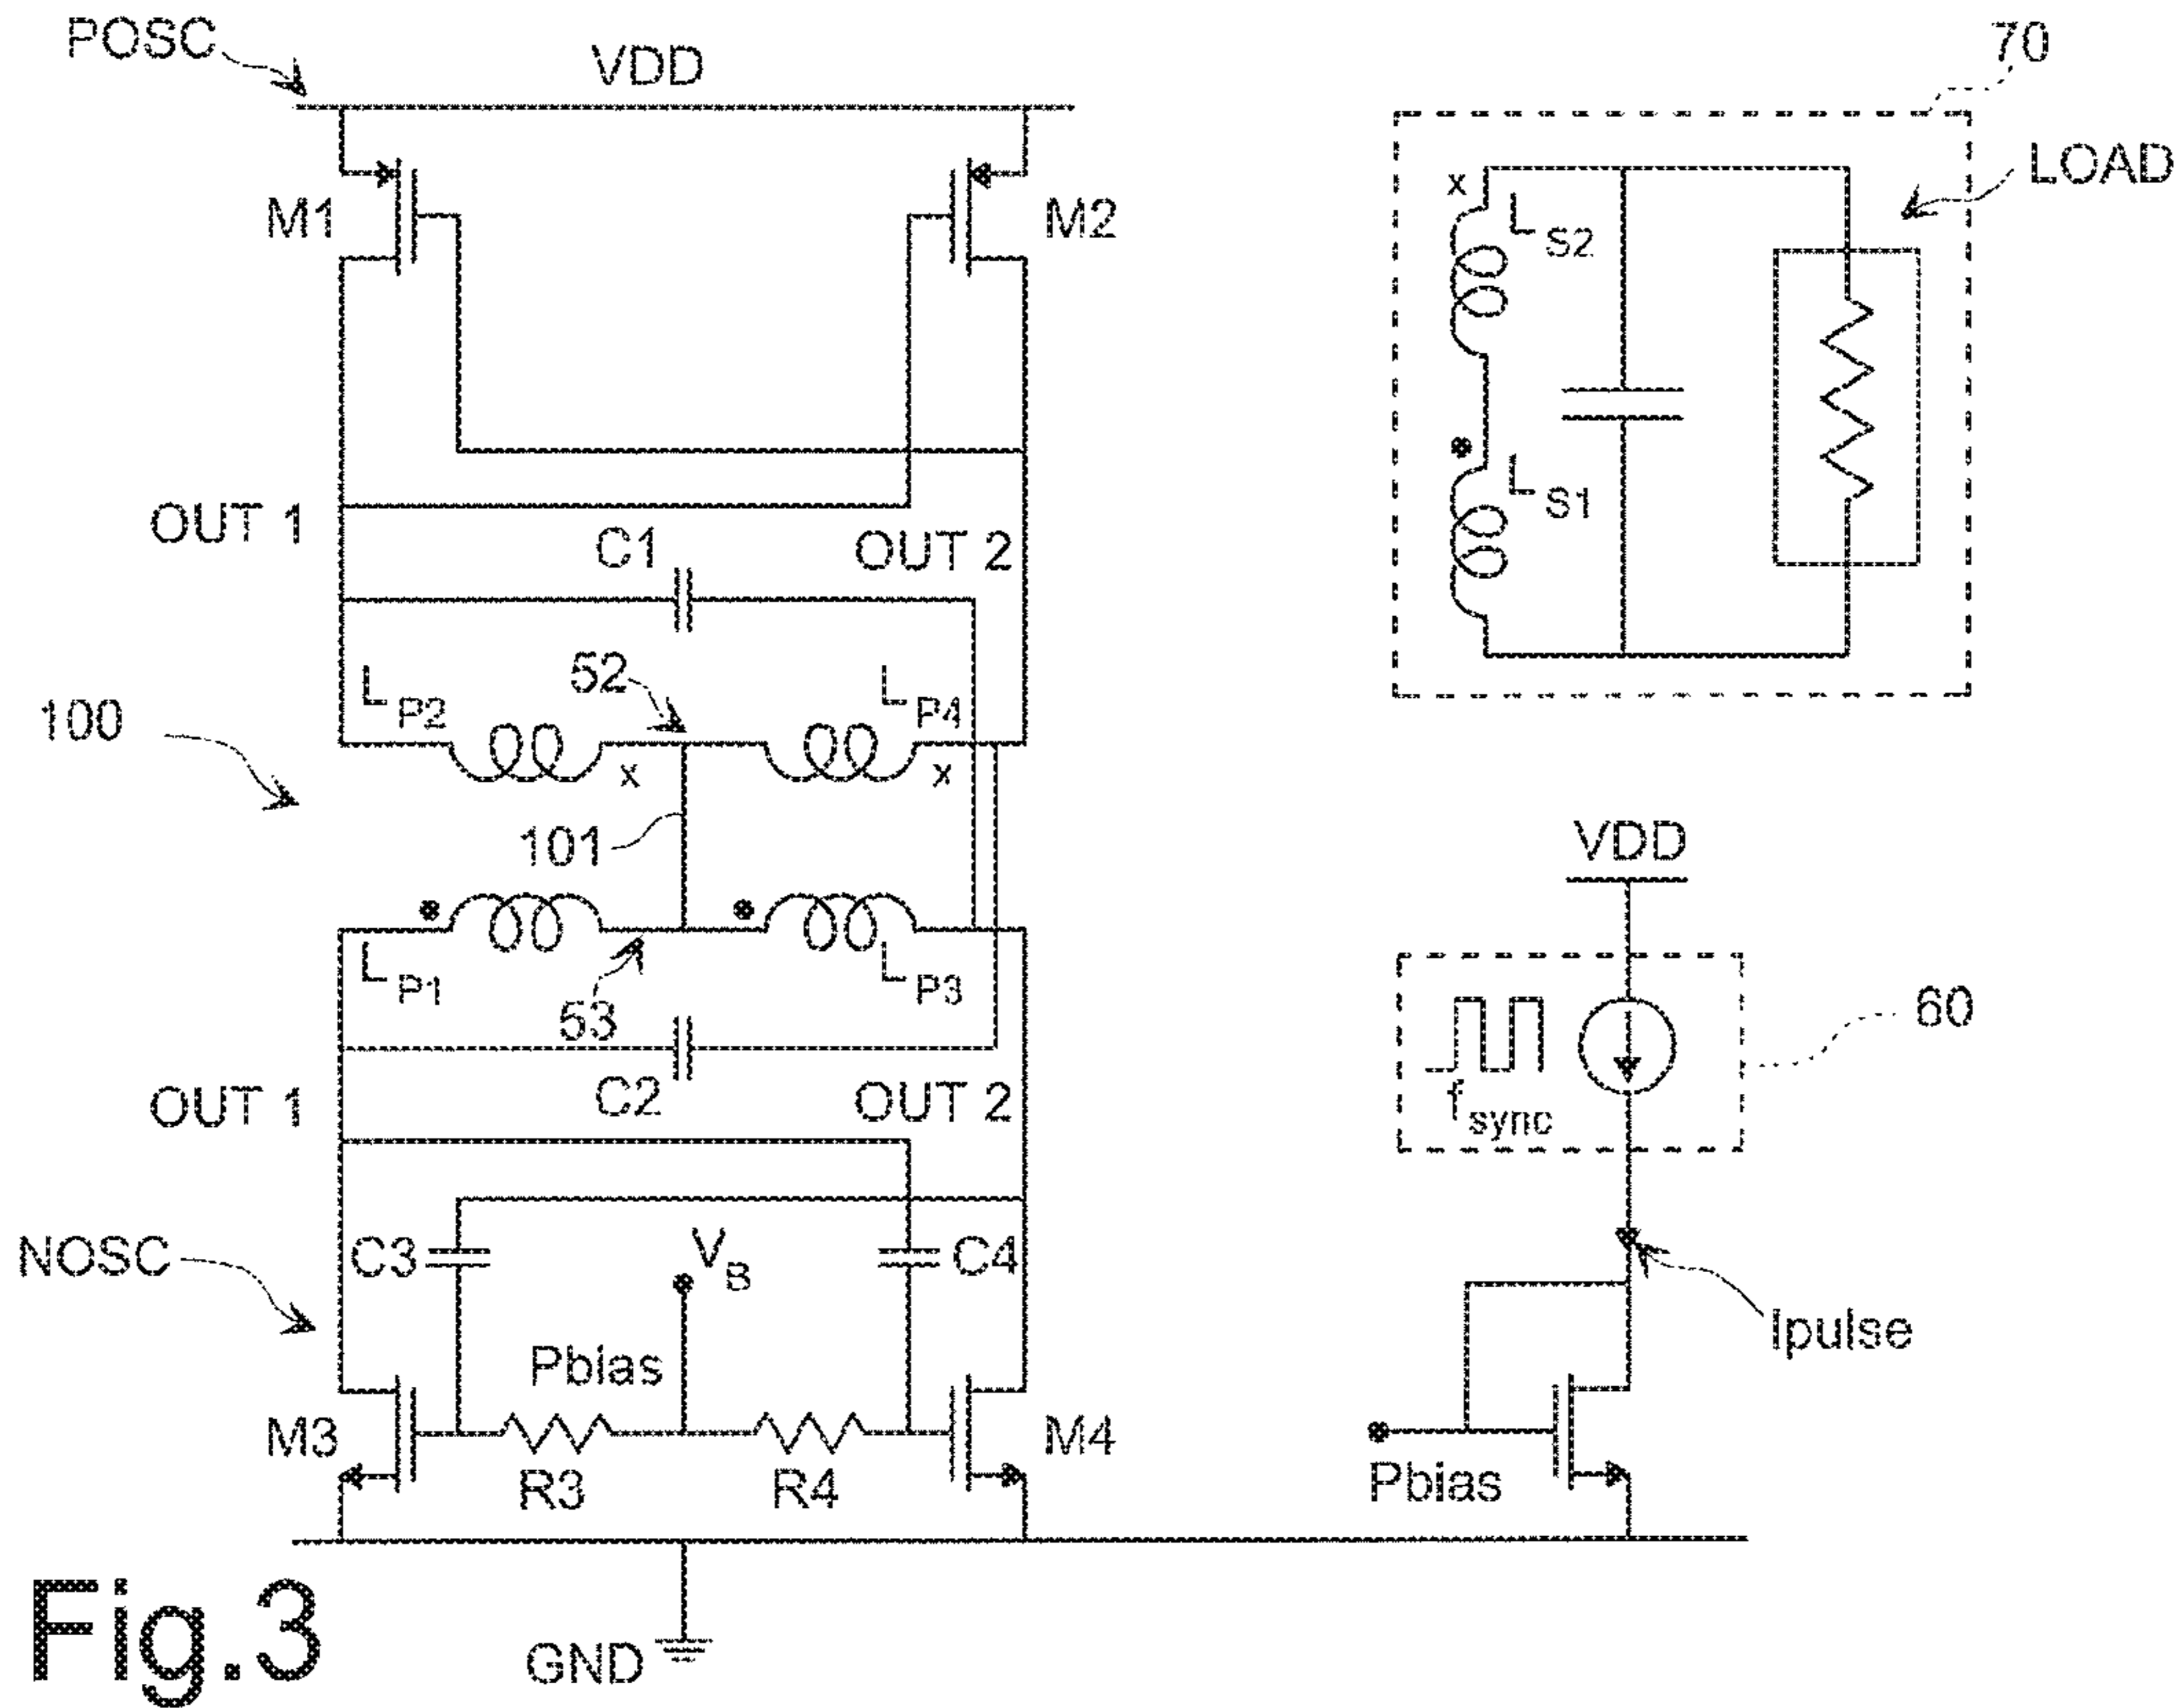 POSC
VDD
70
M1
M2
x
L S2
LOAD
L S1
OUT 1
C1
OUT 2
52
L P2
L P4
100
x
x
101
VDD
L P1
L P3
53
60
f sync
OUT 1
C2
OUT 2
NOSC
C3
V B
C4
Ipulse
Pbias
M3
R3
R4
M4
Pbias
GND
Fig.3